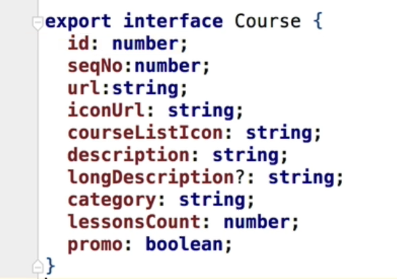 export interface Course {
id: number;
seqNo:number;
url:string;
iconUrl: string;
courseListIcon: string;
description: string;
longDescription?: string;
category: string;
lessonsCount: number;
promo: boolean;
}